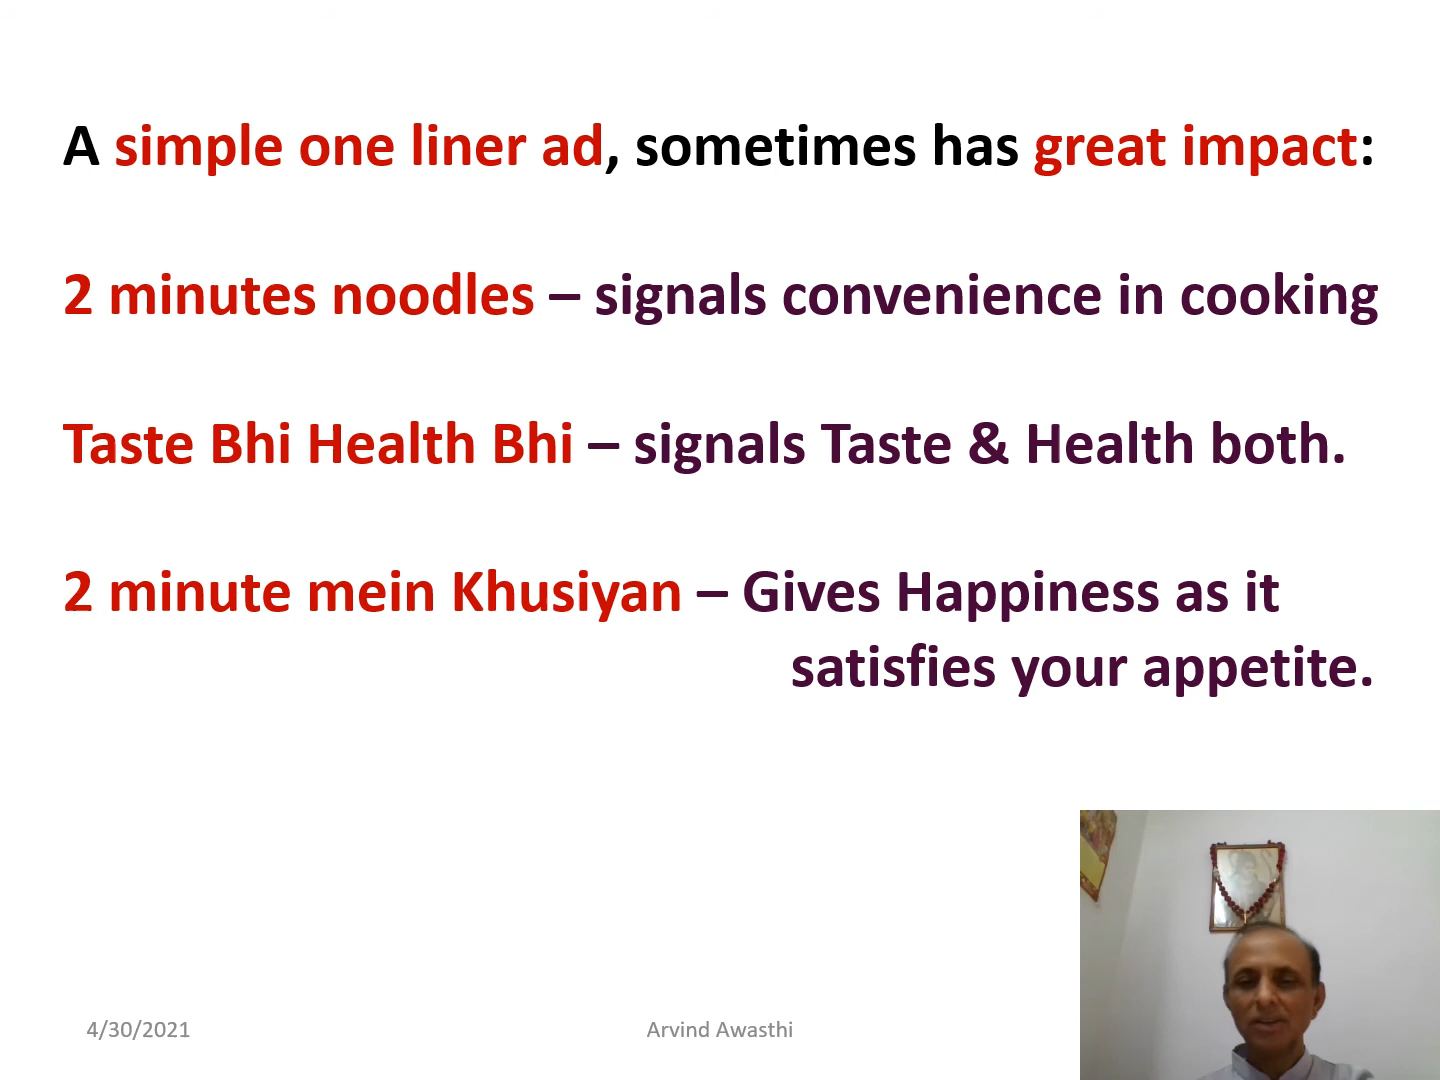 A simple one liner ad, sometimes has great impact:
2 minutes noodles – signals convenience in cooking
Taste Bhi Health Bhi – signals Taste & Health both.
2 minute mein Khusiyan – Gives Happiness as it
satisfies your appetite.
4/30/2021
Arvind Awasthi